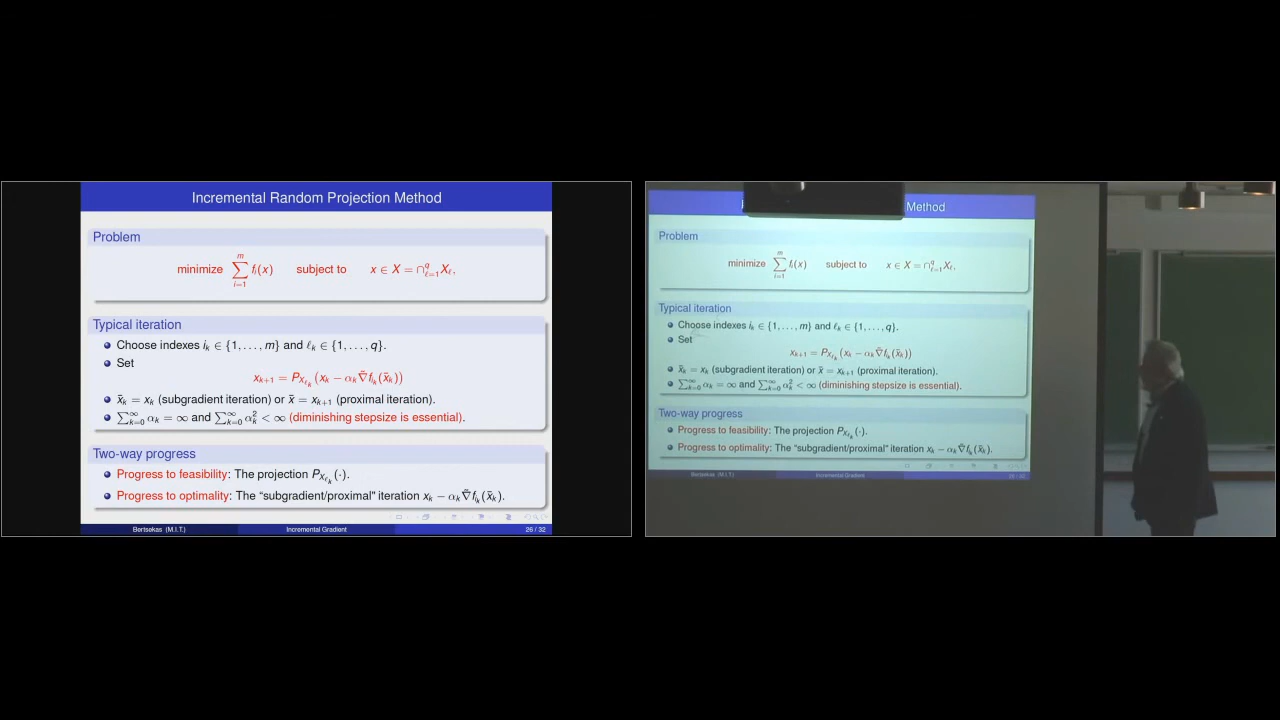 Incremental Random Projection Method
Problem
minimize ∑_{i=1}^{m} f_i(x) subject to x ∈ X = ∩_{ℓ=1}^{q} X_ℓ,
Typical iteration
Choose indexes i_k ∈ {1, . . . , m} and ℓ_k ∈ {1, . . . , q}.
Set
x_{k+1} = P_{X_{ℓ_k}}(x_k − α_k ∇̃f_{i_k}(x̄_k))
x̄_k = x_k (subgradient iteration) or x̄ = x_{k+1} (proximal iteration).
∑_{k=0}^{∞} α_k = ∞ and ∑_{k=0}^{∞} α_k^2 < ∞ (diminishing stepsize is essential).
Two-way progress
Progress to feasibility: The projection P_{X_{ℓ_k}}(·).
Progress to optimality: The “subgradient/proximal” iteration x_k − α_k ∇̃f_{i_k}(x̄_k).
Bertsekas (M.I.T.) Incremental Gradient 26 / 32
Method
Problem
minimize ∑_{i=1}^{m} f_i(x) subject to x ∈ X = ∩_{ℓ=1}^{q} X_ℓ,
Typical iteration
Choose indexes i_k ∈ {1, . . . , m} and ℓ_k ∈ {1, . . . , q}.
Set
x_{k+1} = P_{X_{ℓ_k}}(x_k − α_k ∇̃f_{i_k}(x̄_k))
x̄_k = x_k (subgradient iteration) or x̄ = x_{k+1} (proximal iteration).
∑_{k=0}^{∞} α_k = ∞ and ∑_{k=0}^{∞} α_k^2 < ∞ (diminishing stepsize is essential).
Two-way progress
Progress to feasibility: The projection P_{X_{ℓ_k}}(·).
Progress to optimality: The “subgradient/proximal” iteration x_k − α_k ∇̃f_{i_k}(x̄_k).
Bertsekas (M.I.T.) Incremental Gradient